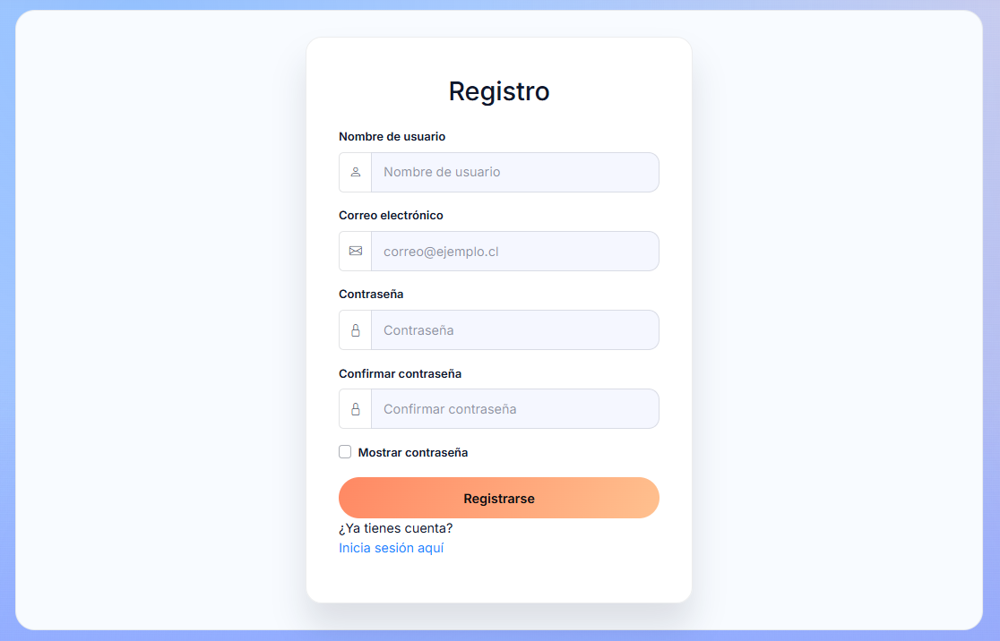 Registro
Nombre de usuario
Nombre de usuario
Correo electrónico
correo@ejemplo.cl
Contraseña
Contraseña
Confirmar contraseña
Confirmar contraseña
Mostrar contraseña
Registrarse
¿Ya tienes cuenta?
Inicia sesión aquí